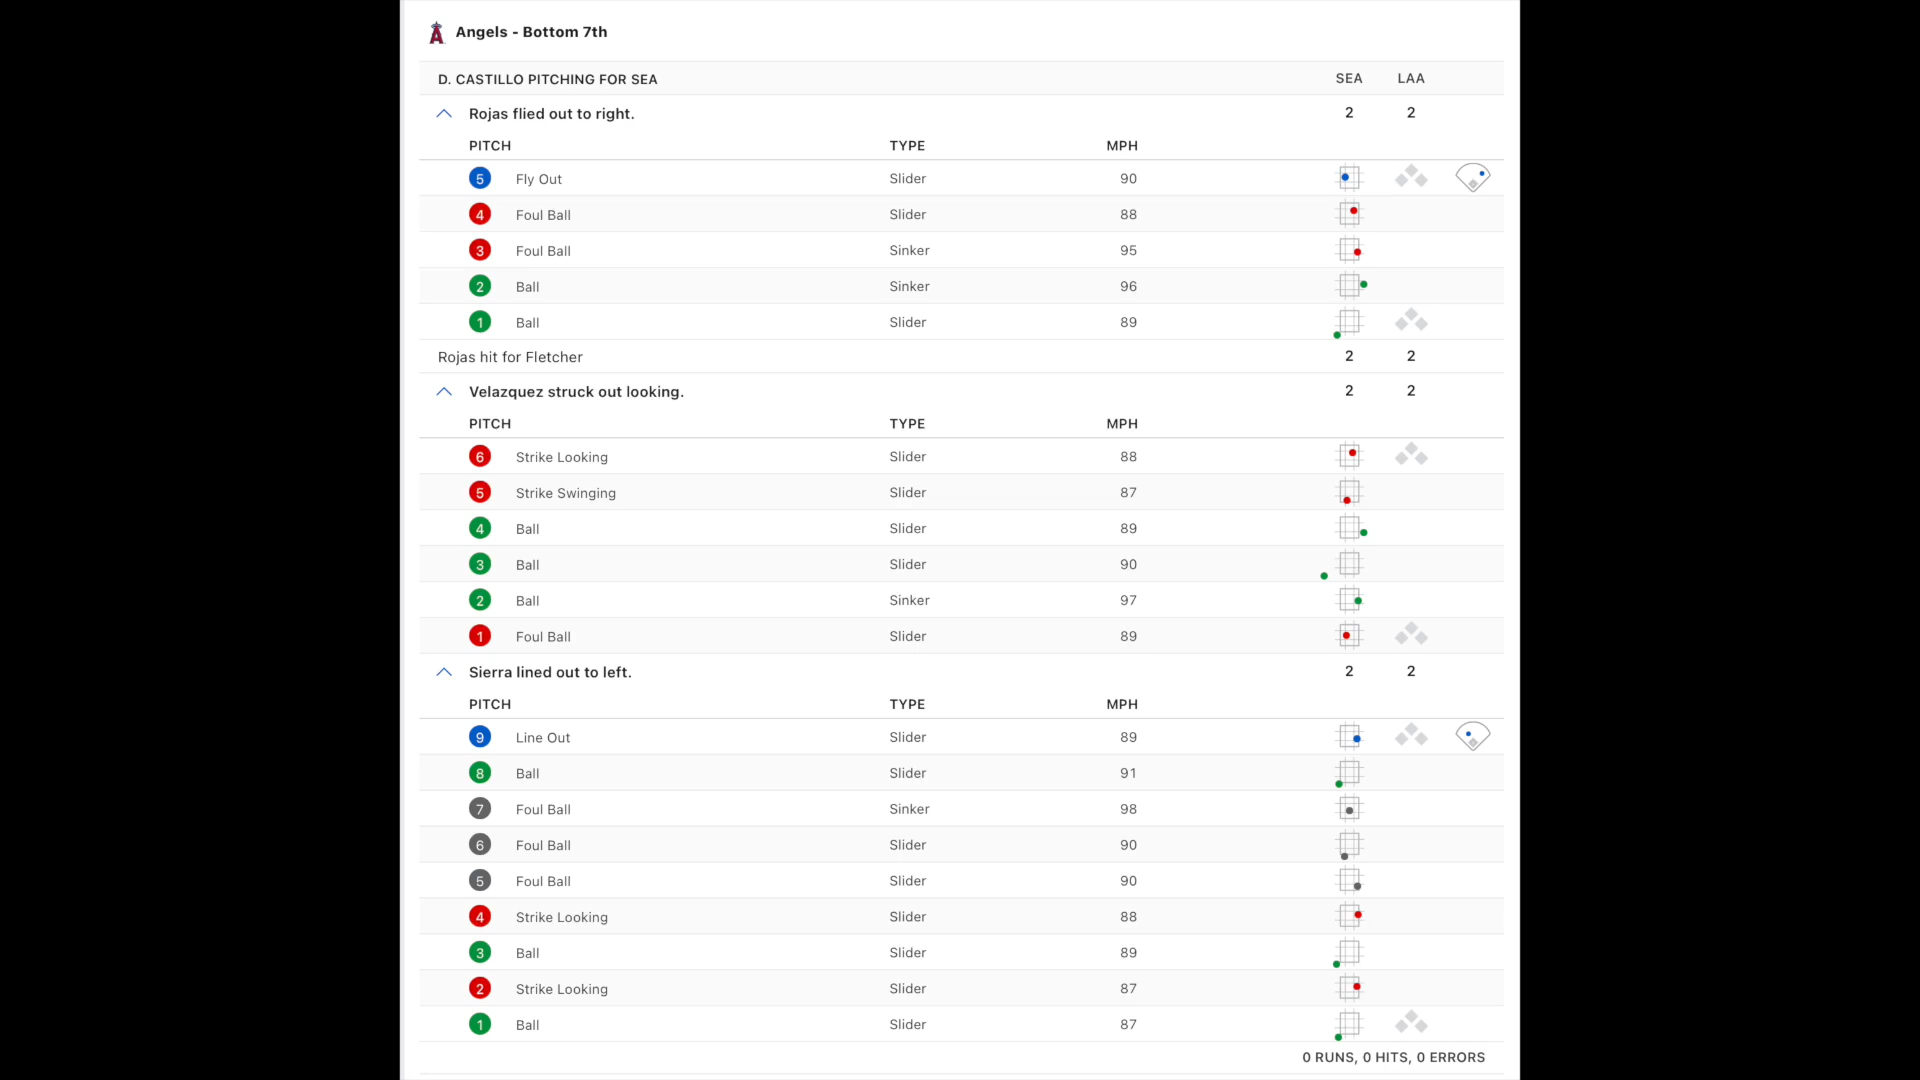 Angels - Bottom 7th
D. CASTILLO PITCHING FOR SEA SEA LAA
Rojas flied out to right. 2 2
PITCH TYPE MPH
5 Fly Out Slider 90
4 Foul Ball Slider 88
3 Foul Ball Sinker 95
2 Ball Sinker 96
1 Ball Slider 89
Rojas hit for Fletcher 2 2
Velazquez struck out looking. 2 2
PITCH TYPE MPH
6 Strike Looking Slider 88
5 Strike Swinging Slider 87
4 Ball Slider 89
3 Ball Slider 90
2 Ball Sinker 97
1 Foul Ball Slider 89
Sierra lined out to left. 2 2
PITCH TYPE MPH
9 Line Out Slider 89
8 Ball Slider 91
7 Foul Ball Sinker 98
6 Foul Ball Slider 90
5 Foul Ball Slider 90
4 Strike Looking Slider 88
3 Ball Slider 89
2 Strike Looking Slider 87
1 Ball Slider 87
0 RUNS, 0 HITS, 0 ERRORS